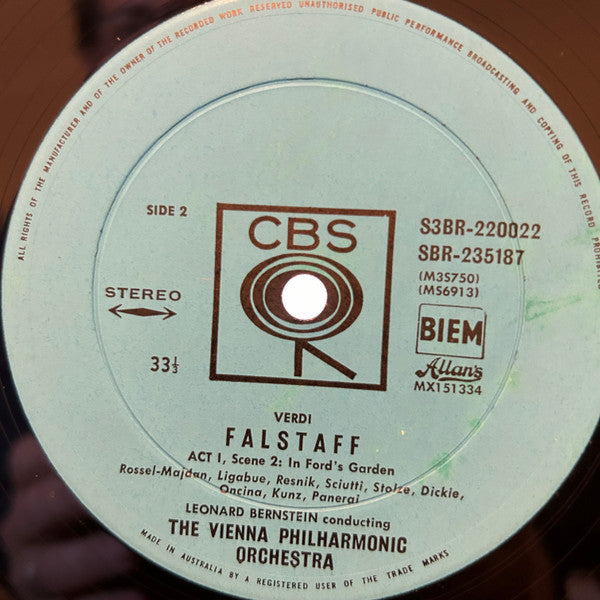 ALL RIGHTS OF THE MANUFACTURER AND OF THE OWNER OF THE RECORDED WORK RESERVED UNAUTHORISED PUBLIC PERFORMANCE BROADCASTING AND COPYING OF THIS RECORD PROHIBITED
SIDE 2
CBS
S3BR-220022
SBR-235187
(M3S750)
(MS6913)
STEREO
BIEM
33⅓
Allan's
MX151334
VERDI
FALSTAFF
ACT I, Scene 2: In Ford's Garden
Rossel-Majdan, Ligabue, Resnik, Sciutti, Stolze, Dickie,
Oncina, Kunz, Panerai
LEONARD BERNSTEIN conducting
THE VIENNA PHILHARMONIC
ORCHESTRA
MADE IN AUSTRALIA BY A REGISTERED USER OF THE TRADE MARKS